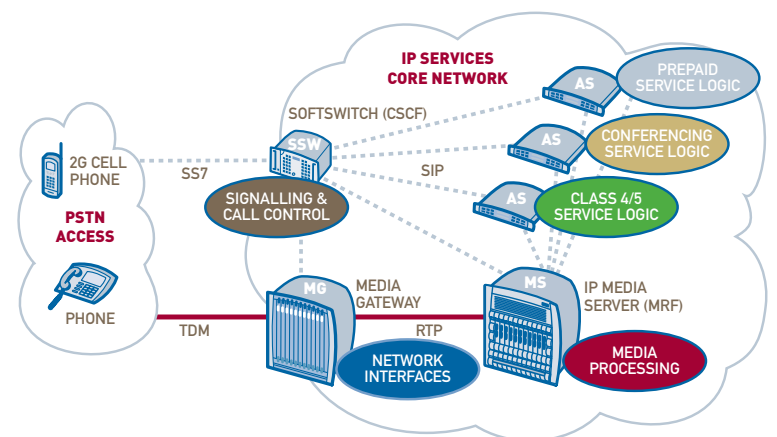 IP SERVICES
CORE NETWORK
AS
PREPAID
SERVICE LOGIC
SOFTSWITCH (CSCF)
SSW
AS
CONFERENCING
SERVICE LOGIC
2G CELL
PHONE
SS7
SIP
SIGNALLING &
CALL CONTROL
AS
CLASS 4/5
SERVICE LOGIC
PSTN
ACCESS
MG
MEDIA
GATEWAY
MS
IP MEDIA
SERVER (MRF)
PHONE
TDM
RTP
NETWORK
INTERFACES
MEDIA
PROCESSING